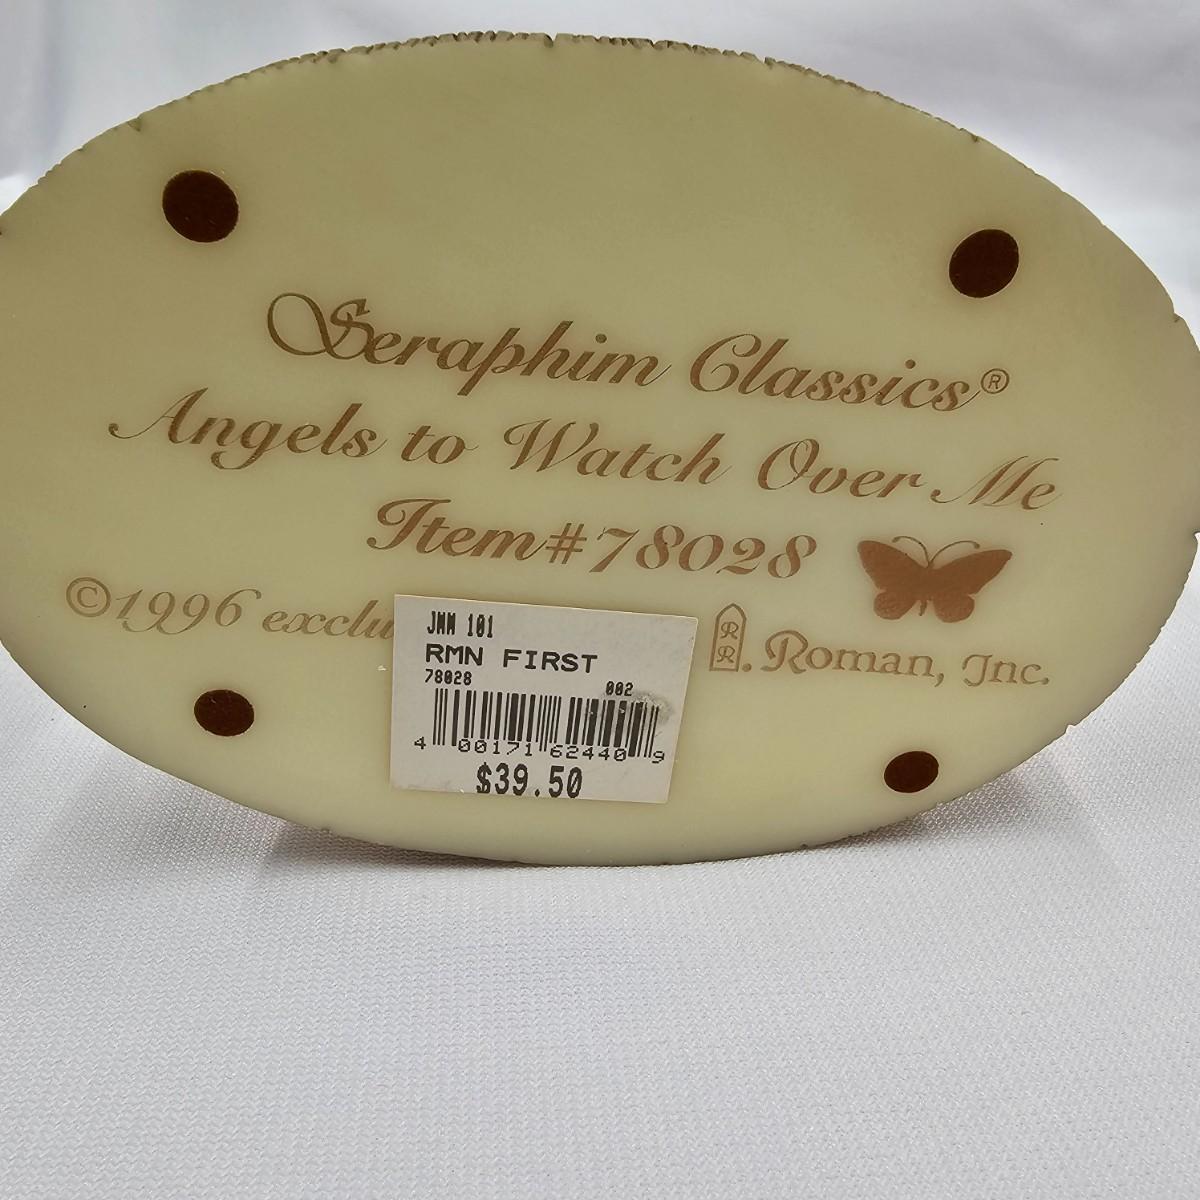 Seraphim Classics®
Angels to Watch Over Me
Item#78028
©1996 exclu
RR. Roman, Inc.
JMM 101
RMN FIRST
78028 002
4 00171 62440 9
$39.50